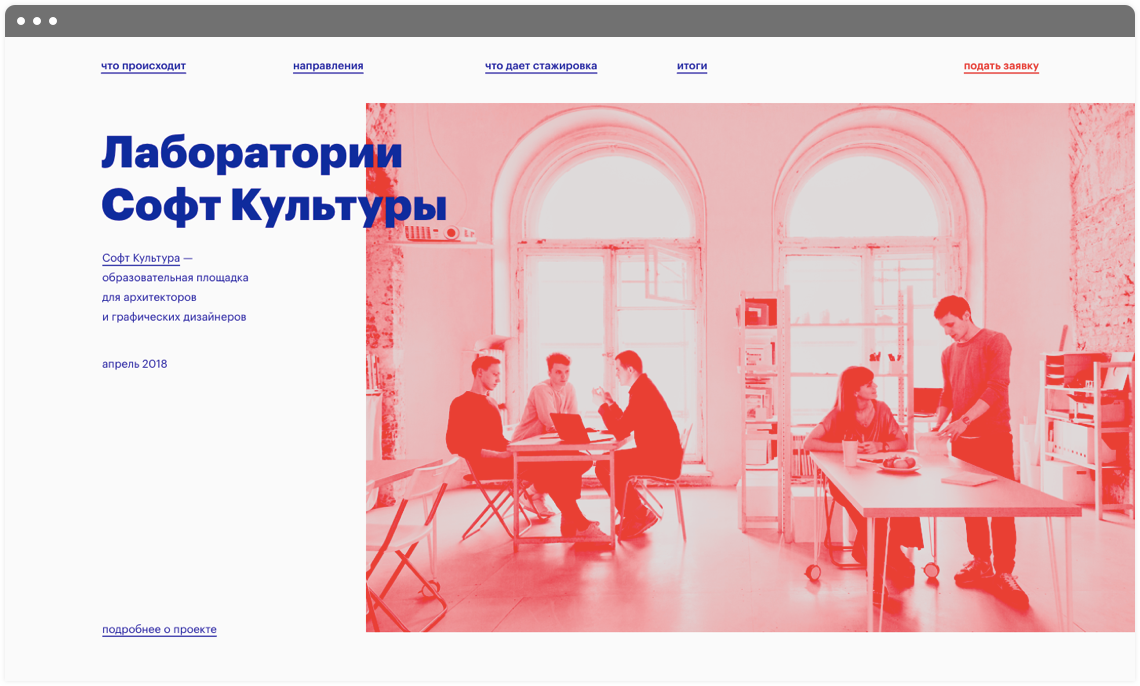 что происходит
направления
что дает стажировка
итоги
подать заявку
Лаборатории
Софт Культуры
Софт Культура —
образовательная площадка
для архитекторов
и графических дизайнеров
апрель 2018
подробнее о проекте